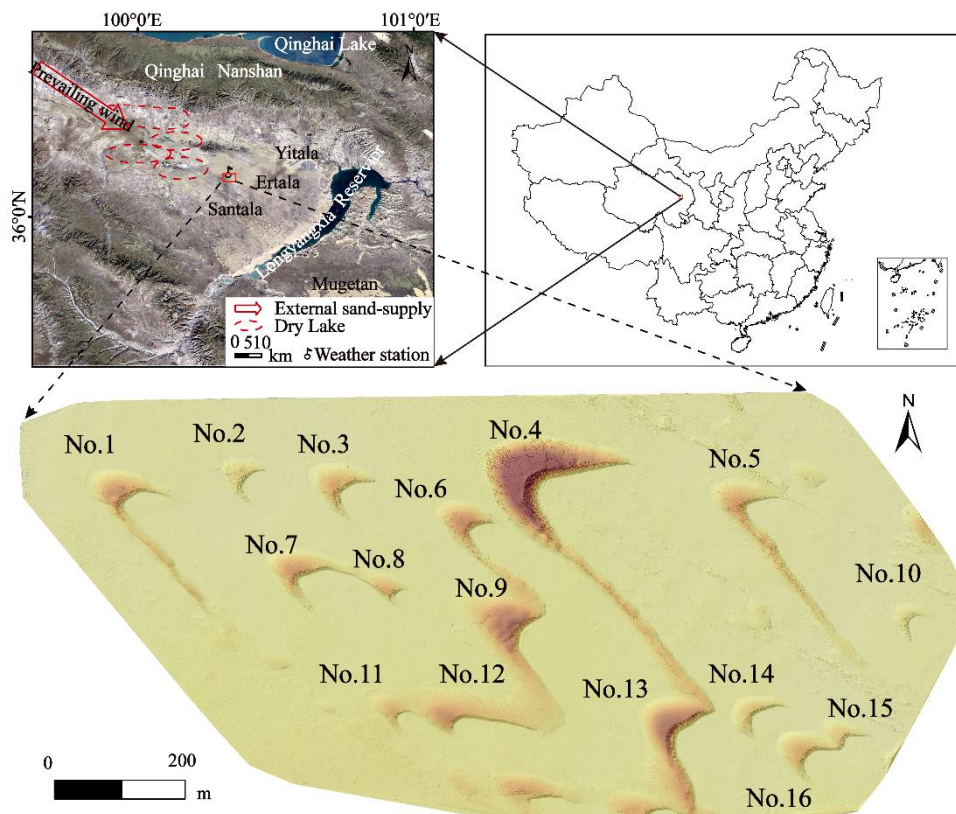 100°0'E
101°0'E
36°0'N
Qinghai Lake
N
Qinghai Nanshan
Prevailing wind
Yitala
Ertala
Santala
Longyangxia Reservior
Mugetan
External sand-supply
Dry Lake
0 510
km
Weather station
N
No.1
No.2
No.3
No.4
No.5
No.6
No.7
No.8
No.9
No.10
No.11
No.12
No.13
No.14
No.15
No.16
0
200
m